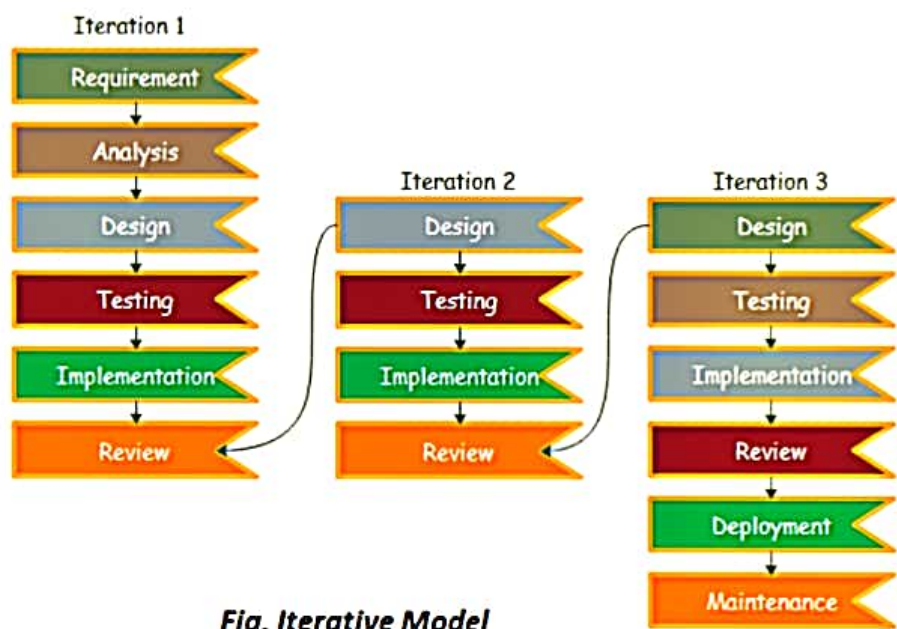 Iteration 1
Requirement
Analysis
Design
Testing
Implementation
Review
Iteration 2
Design
Testing
Implementation
Review
Iteration 3
Design
Testing
Implementation
Review
Deployment
Maintenance
Fig. Iterative Model